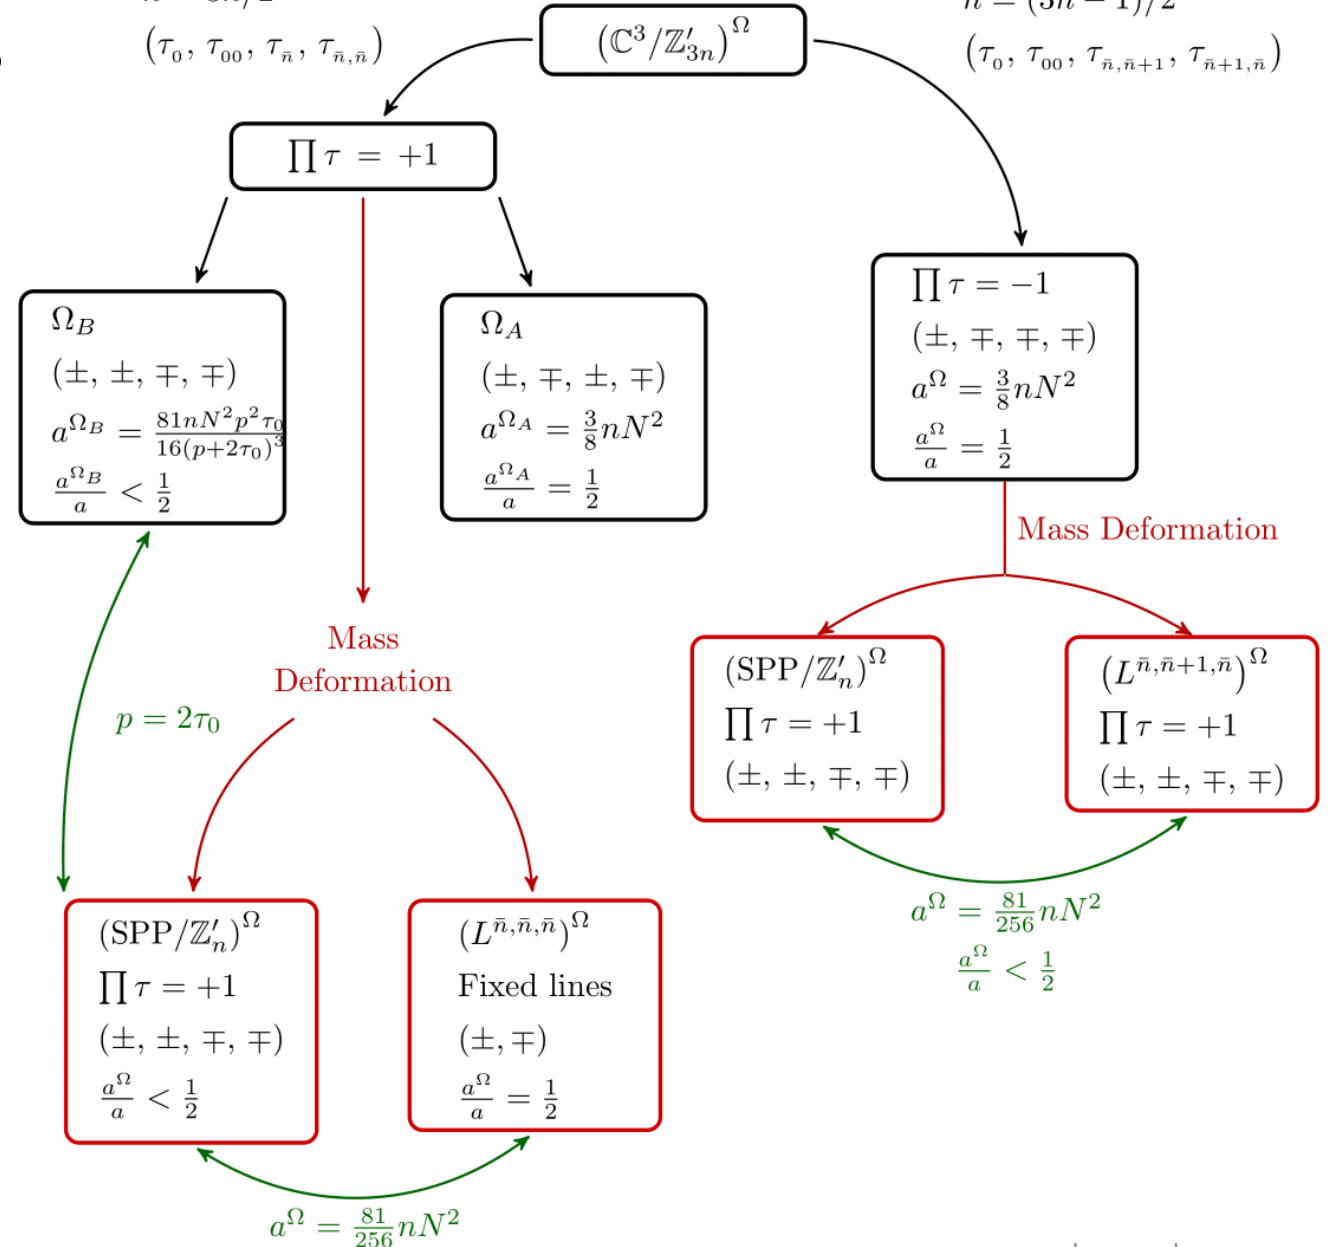 (τ₀, τ₀₀, τ_n̄, τ_n̄,n̄)
(ℂ³/ℤ′₃ₙ)^Ω
(τ₀, τ₀₀, τ_n̄,n̄+1, τ_n̄+1,n̄)
∏ τ = +1
Ω_B
(±, ±, ∓, ∓)
a^{Ω_B} = 81nN²p²τ₀ / 16(p+2τ₀)³
a^{Ω_B}/a < 1/2
Ω_A
(±, ∓, ±, ∓)
a^{Ω_A} = 3/8 nN²
a^{Ω_A}/a = 1/2
∏ τ = −1
(±, ∓, ∓, ∓)
a^Ω = 3/8 nN²
a^Ω/a = 1/2
Mass Deformation
Mass
Deformation
p = 2τ₀
(SPP/ℤ′ₙ)^Ω
∏ τ = +1
(±, ±, ∓, ∓)
(L^{n̄,n̄+1,n̄})^Ω
∏ τ = +1
(±, ±, ∓, ∓)
a^Ω = 81/256 nN²
a^Ω/a < 1/2
(SPP/ℤ′ₙ)^Ω
∏ τ = +1
(±, ±, ∓, ∓)
a^Ω/a < 1/2
(L^{n̄,n̄,n̄})^Ω
Fixed lines
(±, ∓)
a^Ω/a = 1/2
a^Ω = 81/256 nN²